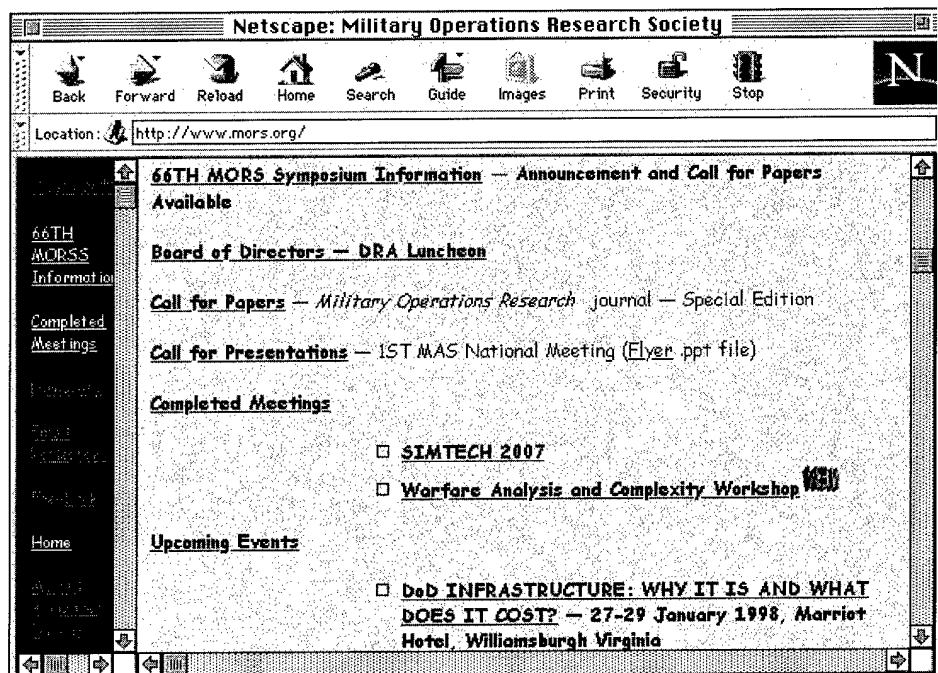 Netscape: Military Operations Research Society
Back Forward Reload Home Search Guide Images Print Security Stop
N
Location: http://www.mors.org/
66TH
MORSS
Information
Completed
Meetings
Home
66TH MORS Symposium Information — Announcement and Call for Papers
Available
Board of Directors — DRA Luncheon
Call for Papers — Military Operations Research journal — Special Edition
Call for Presentations — 1ST MAS National Meeting (Flyer .ppt file)
Completed Meetings
SIMTECH 2007
Warfare Analysis and Complexity Workshop
Upcoming Events
DoD INFRASTRUCTURE: WHY IT IS AND WHAT
DOES IT COST? — 27-29 January 1998, Marriot
Hotel, Williamsburgh Virginia